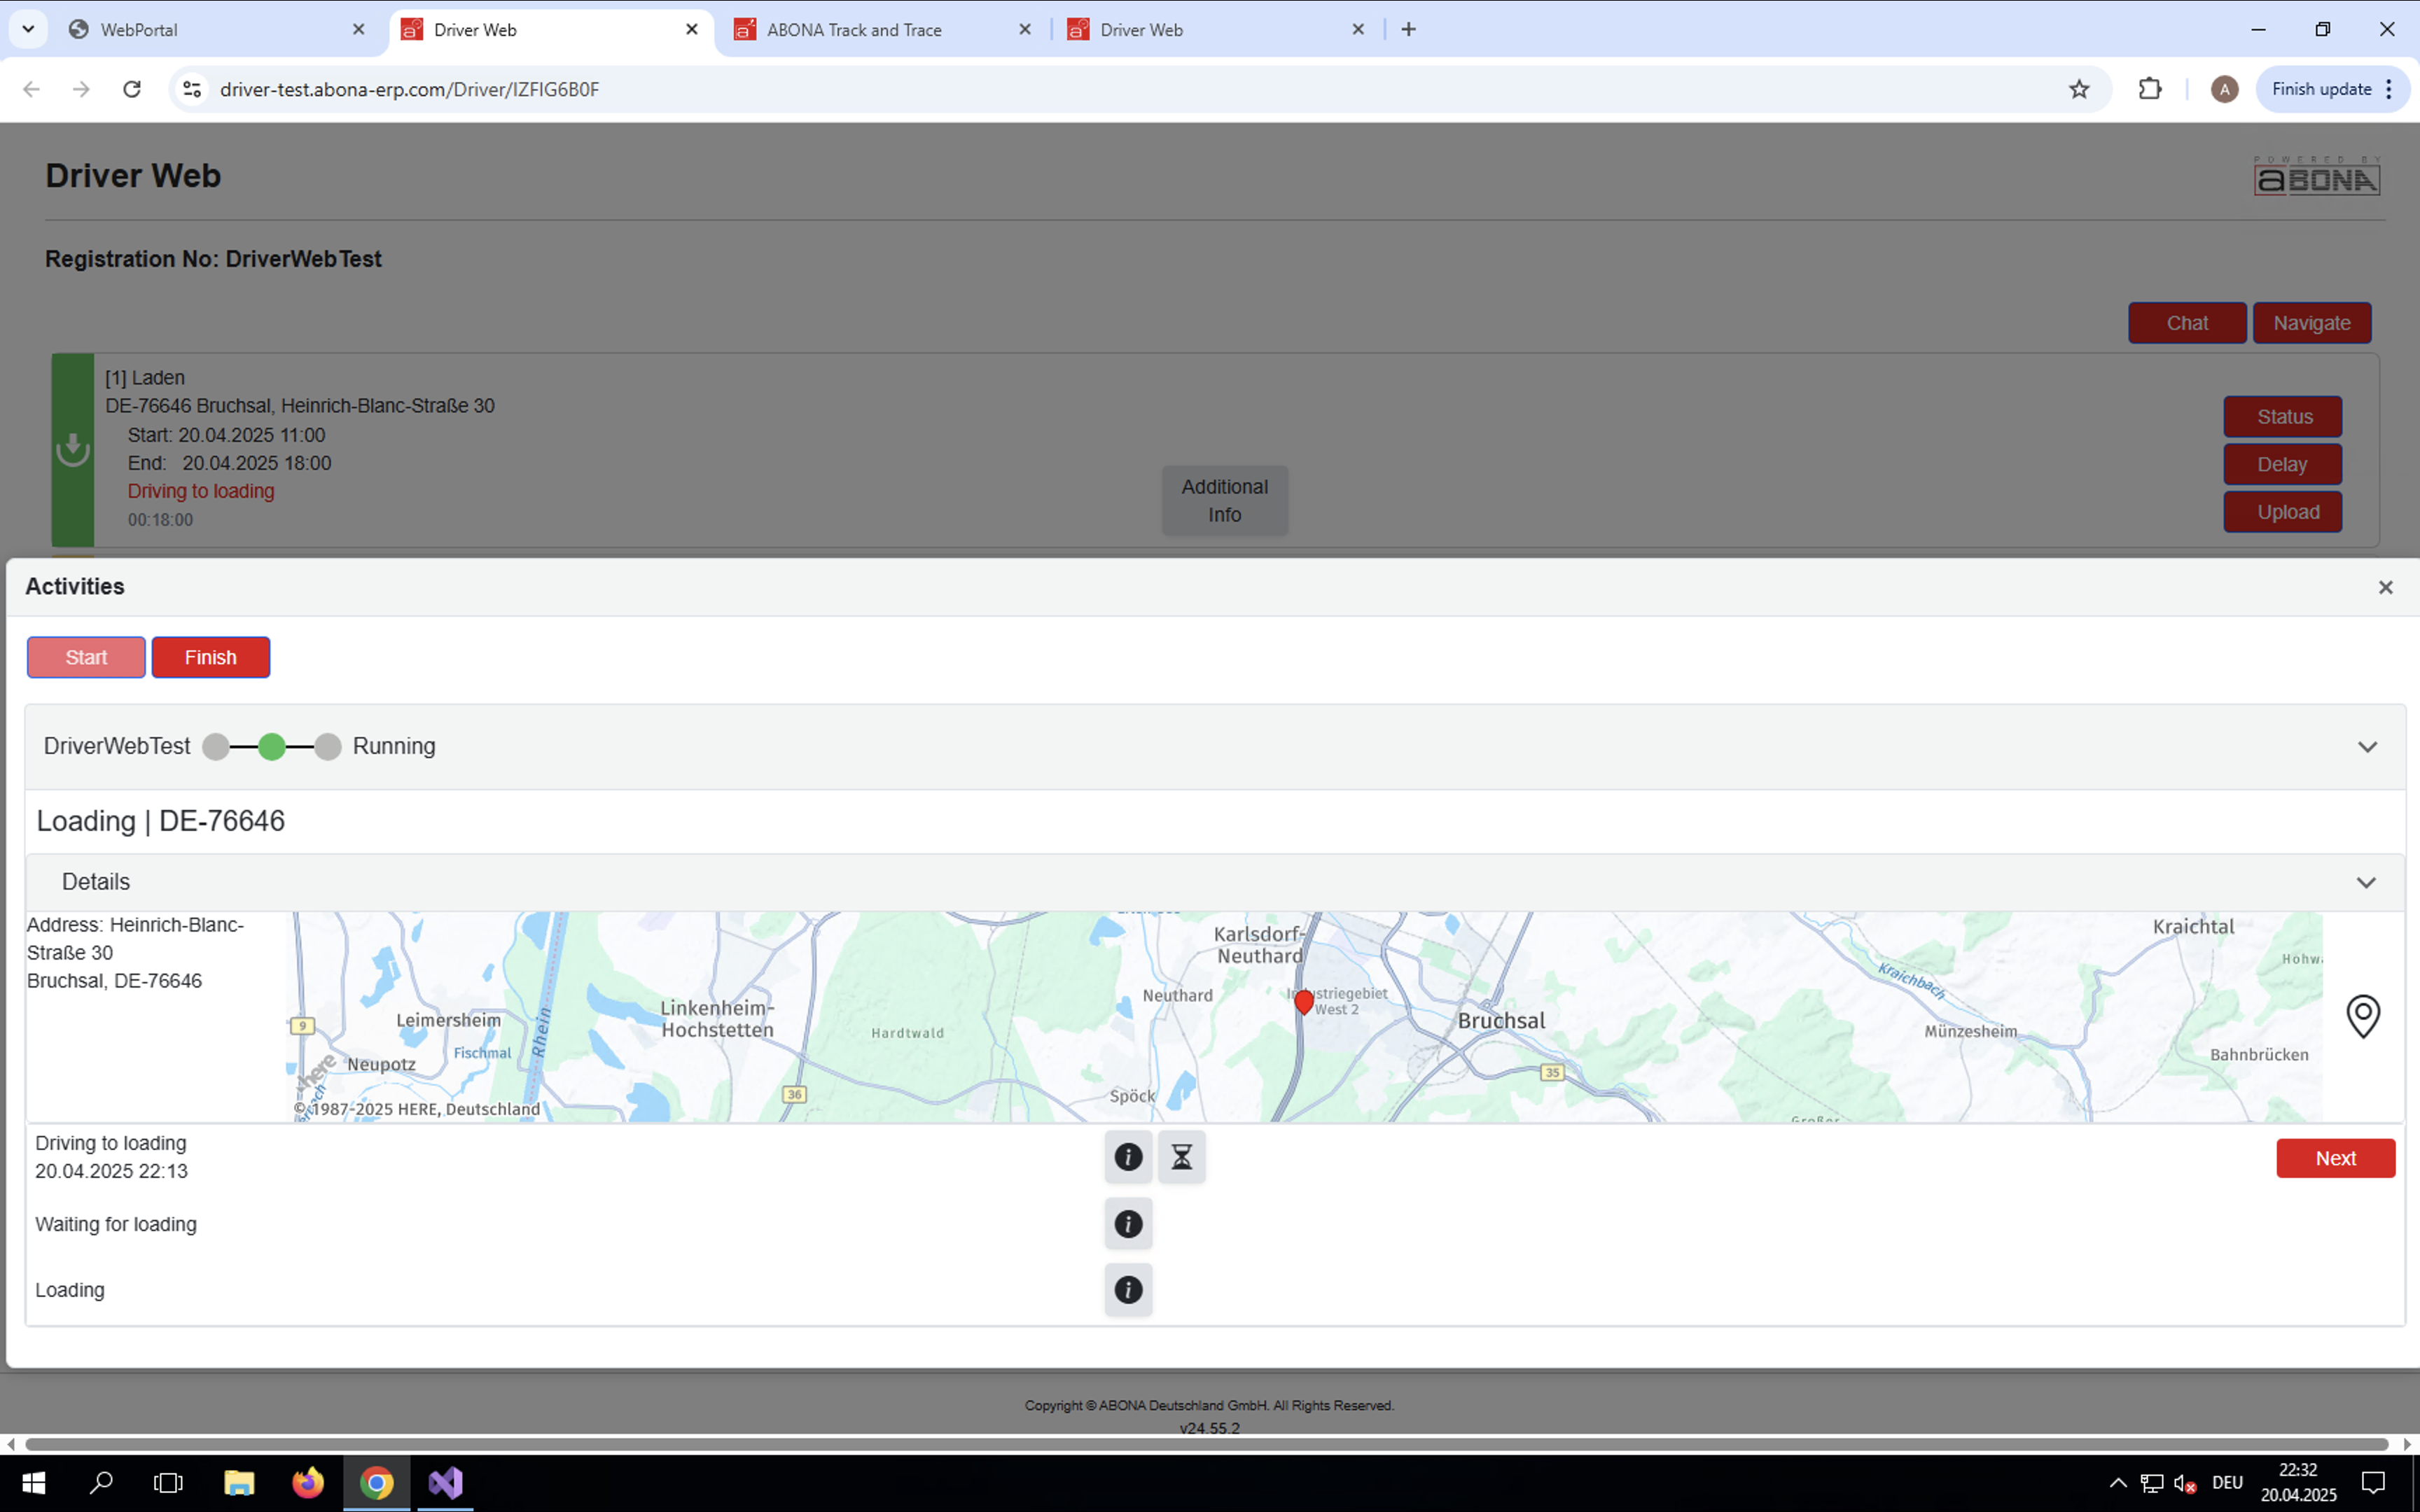 WebPortal
Driver Web
ABONA Track and Trace
Driver Web
driver-test.abona-erp.com/Driver/IZFIG6B0F
A
Finish update
Driver Web
POWERED BY
aBONA
Registration No: DriverWebTest
Chat
Navigate
[1] Laden
DE-76646 Bruchsal, Heinrich-Blanc-Straße 30
Start: 20.04.2025 11:00
End: 20.04.2025 18:00
Driving to loading
00:18:00
Additional
Info
Status
Delay
Upload
Activities
Start
Finish
DriverWebTest
Running
Loading | DE-76646
Details
Address: Heinrich-Blanc-
Straße 30
Bruchsal, DE-76646
Karlsdorf-
Neuthard
Kraichtal
Kraichbach
Neuthard
West 2
Linkenheim-
Hochstetten
Leimersheim
Rhein
Hardtwald
Bruchsal
Münzesheim
9
Fischmal
Neupotz
here
Bahnbrücken
35
36
Spöck
© 1987-2025 HERE, Deutschland
Driving to loading
20.04.2025 22:13
Next
Waiting for loading
Loading
Copyright © ABONA Deutschland GmbH. All Rights Reserved.
v24.55.2
DEU
22:32
20.04.2025